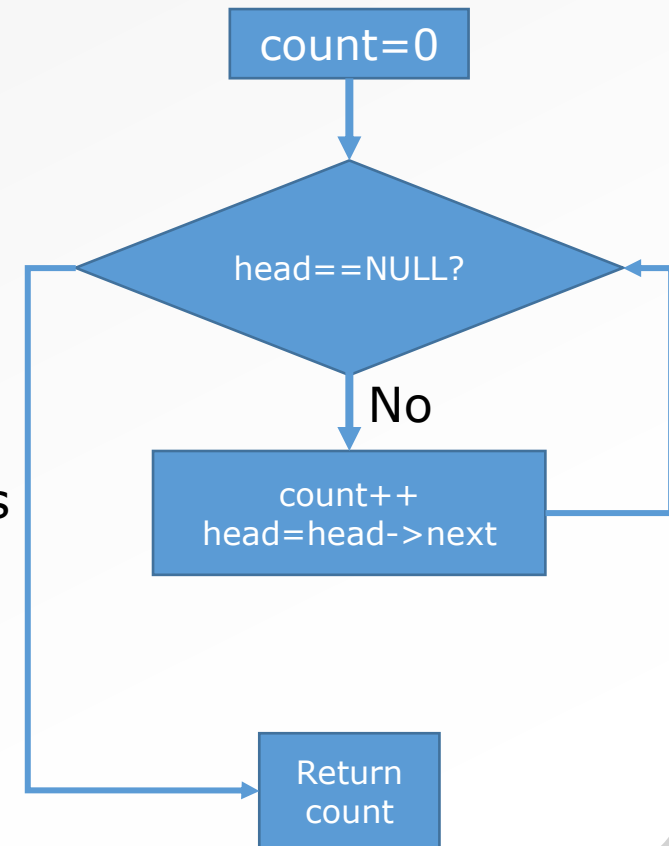 count=0
head==NULL?
No
s
count++
head=head->next
Return
count